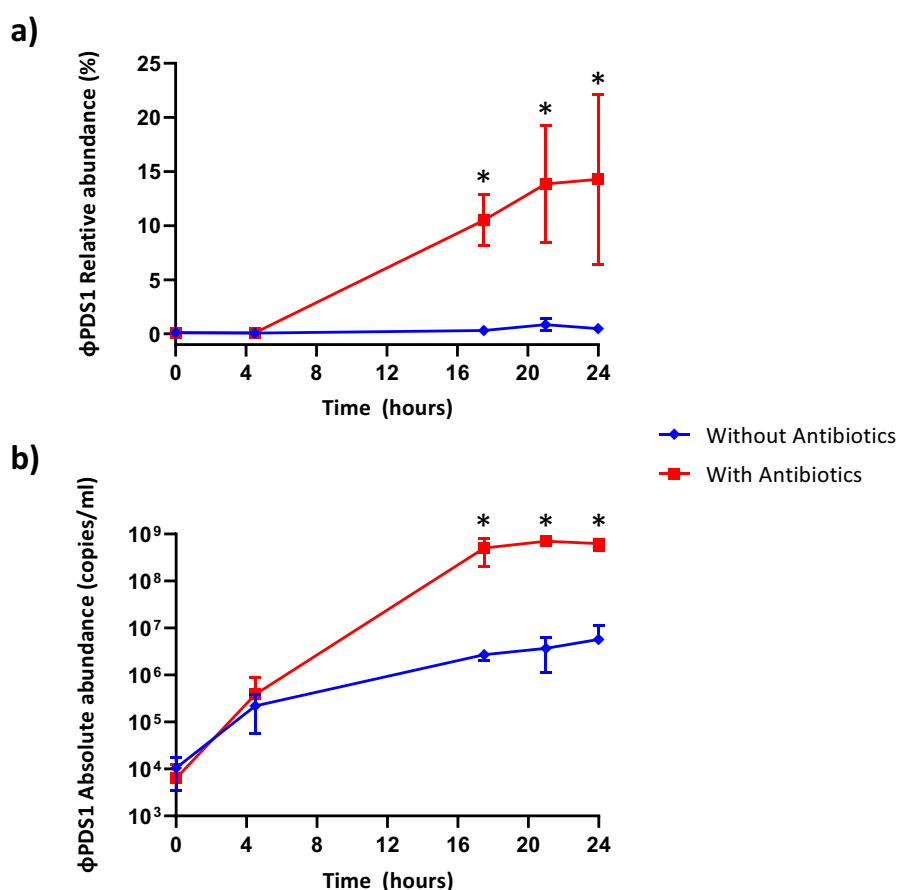 a)
ϕPDS1 Relative abundance (%)
25
20
15
10
5
0
* * *
0 4 8 12 16 20 24
Time (hours)
Without Antibiotics
With Antibiotics
b)
ϕPDS1 Absolute abundance (copies/ml)
10⁹
10⁸
10⁷
10⁶
10⁵
10⁴
10³
* * *
0 4 8 12 16 20 24
Time (hours)